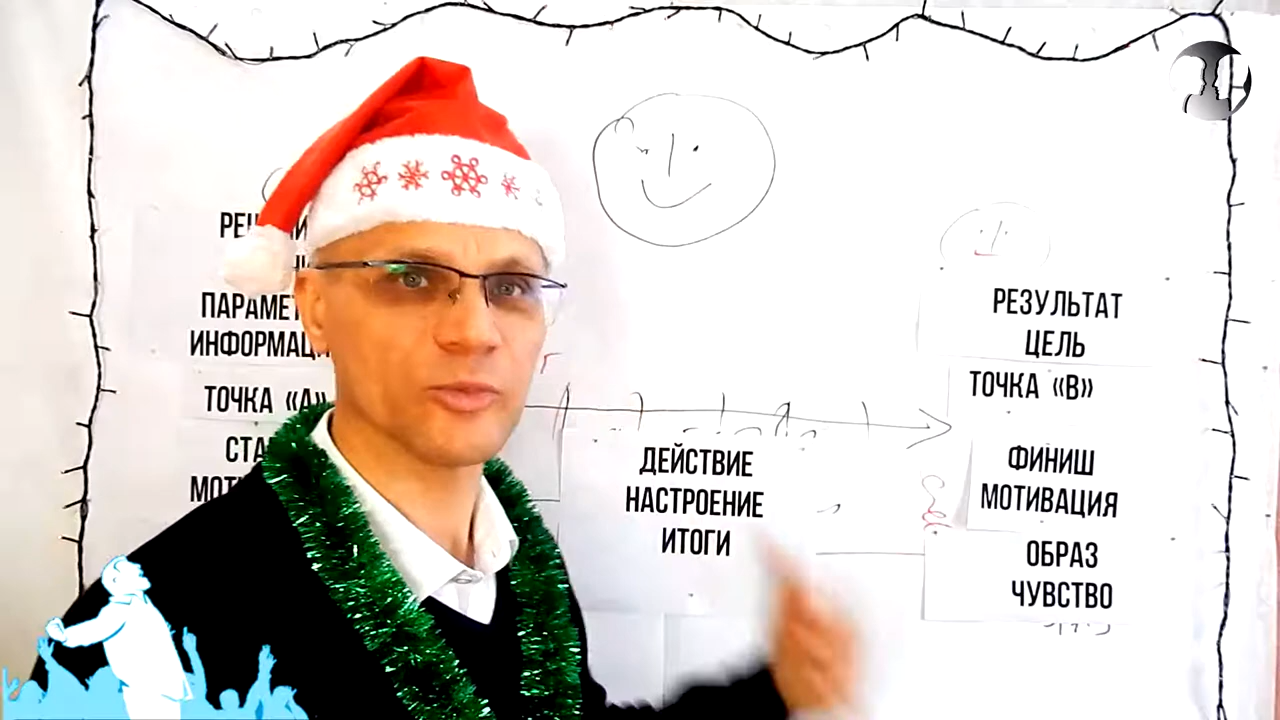 ТОЧКА «А»
ДЕЙСТВИЕ
НАСТРОЕНИЕ
ИТОГИ
РЕЗУЛЬТАТ
ЦЕЛЬ
ТОЧКА «В»
ФИНИШ
МОТИВАЦИЯ
ОБРАЗ
ЧУВСТВО